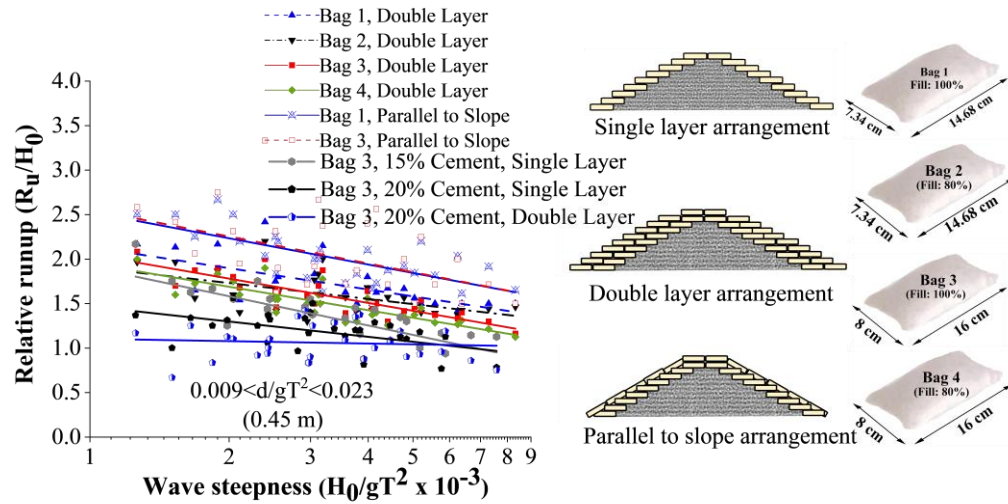 Bag 1, Double Layer
Bag 2, Double Layer
Bag 3, Double Layer
Bag 4, Double Layer
Bag 1, Parallel to Slope
Bag 3, Parallel to Slope
Bag 3, 15% Cement, Single Layer
Bag 3, 20% Cement, Single Layer
Bag 3, 20% Cement, Double Layer
4.0
3.5
3.0
2.5
2.0
1.5
1.0
0.5
0.0
Relative runup (Ru/H0)
0.009<d/gT²<0.023
(0.45 m)
1 2 3 4 5 6 7 8 9
Wave steepness (H0/gT² x 10⁻³)
Single layer arrangement
Double layer arrangement
Parallel to slope arrangement
Bag 1
Fill: 100%
7.34 cm
14.68 cm
Bag 2
(Fill: 80%)
7.34 cm
14.68 cm
Bag 3
(Fill: 100%)
8 cm
16 cm
Bag 4
(Fill: 80%)
8 cm
16 cm